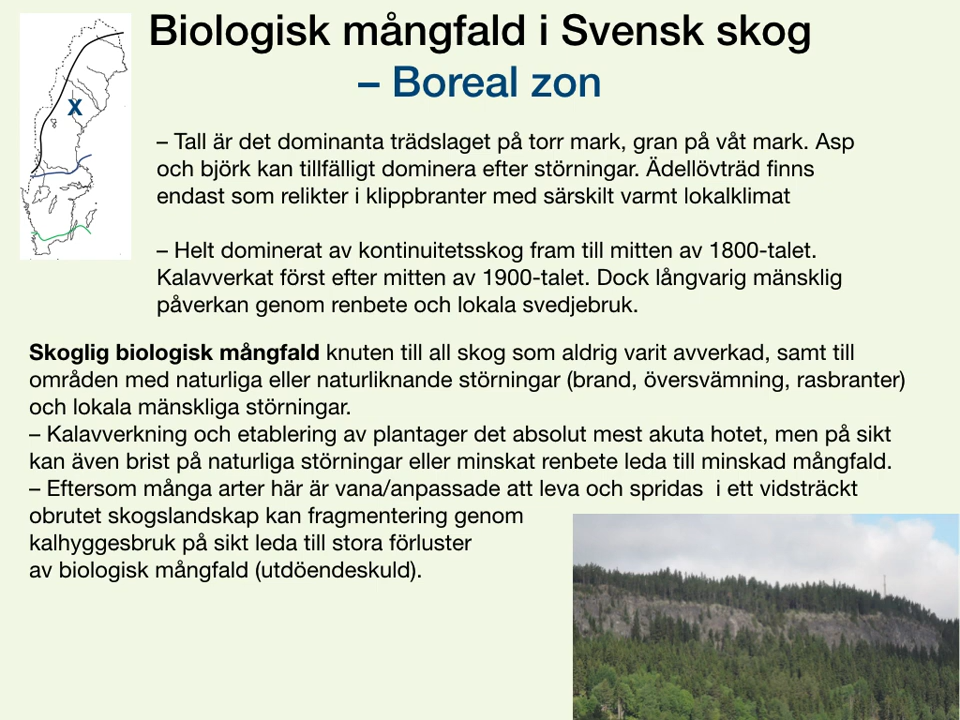 Biologisk mångfald i Svensk skog
– Boreal zon
X
– Tall är det dominanta trädslaget på torr mark, gran på våt mark. Asp
och björk kan tillfälligt dominera efter störningar. Ädellövträd finns
endast som relikter i klippbranter med särskilt varmt lokalklimat
– Helt dominerat av kontinuitetsskog fram till mitten av 1800-talet.
Kalavverkat först efter mitten av 1900-talet. Dock långvarig mänsklig
påverkan genom renbete och lokala svedjebruk.
Skoglig biologisk mångfald knuten till all skog som aldrig varit avverkad, samt till
områden med naturliga eller naturliknande störningar (brand, översvämning, rasbranter)
och lokala mänskliga störningar.
– Kalavverkning och etablering av plantager det absolut mest akuta hotet, men på sikt
kan även brist på naturliga störningar eller minskat renbete leda till minskad mångfald.
– Eftersom många arter här är vana/anpassade att leva och spridas  i ett vidsträckt
obrutet skogslandskap kan fragmentering genom
kalhyggesbruk på sikt leda till stora förluster
av biologisk mångfald (utdöendeskuld).